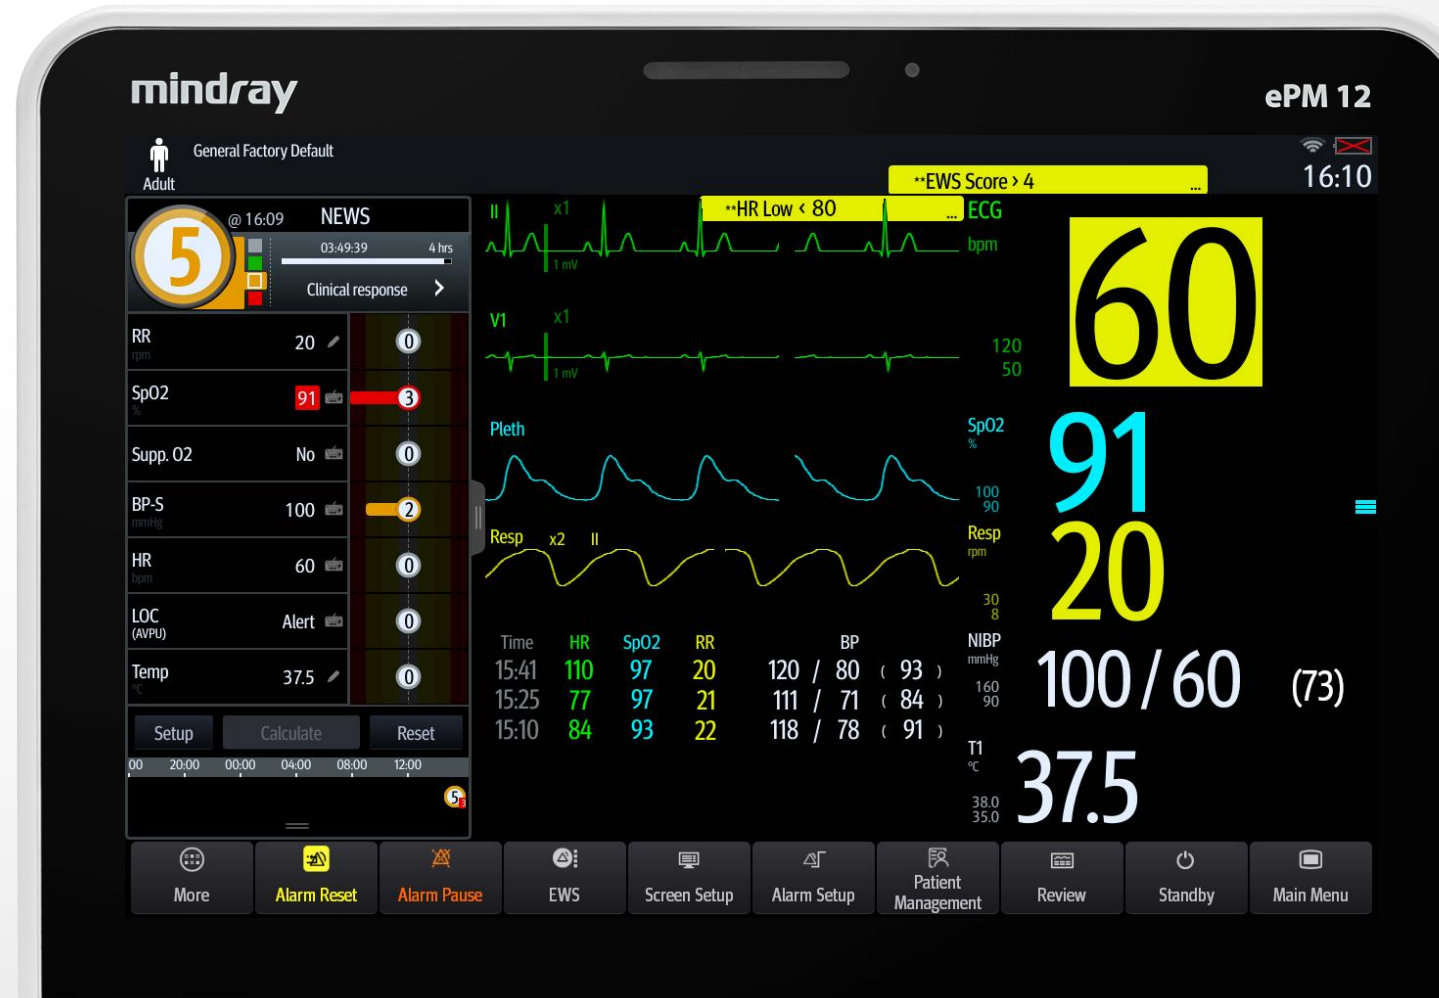 mindray
ePM 12
Adult
General Factory Default
**EWS Score > 4 ...
16:10
5 @ 16:09 NEWS
03:49:39 4 hrs
Clinical response
RR
rpm
20
0
SpO2
%
91
3
Supp. O2
No
0
BP-S
mmHg
100
2
HR
bpm
60
0
LOC
(AVPU)
Alert
0
Temp
°C
37.5
0
Setup Calculate Reset
00 20:00 00:00 04:00 08:00 12:00
5
**HR Low < 80 ...
II x1
1 mV
V1 x1
1 mV
Pleth
Resp x2 II
Time HR SpO2 RR BP
15:41 110 97 20 120 / 80 ( 93 )
15:25 77 97 21 111 / 71 ( 84 )
15:10 84 93 22 118 / 78 ( 91 )
ECG
bpm
120
50
60
SpO2
%
100
90
91
Resp
rpm
30
8
20
NIBP
mmHg
160
90
100 / 60 (73)
T1
°C
38.0
35.0
37.5
More
Alarm Reset
Alarm Pause
EWS
Screen Setup
Alarm Setup
Patient
Management
Review
Standby
Main Menu